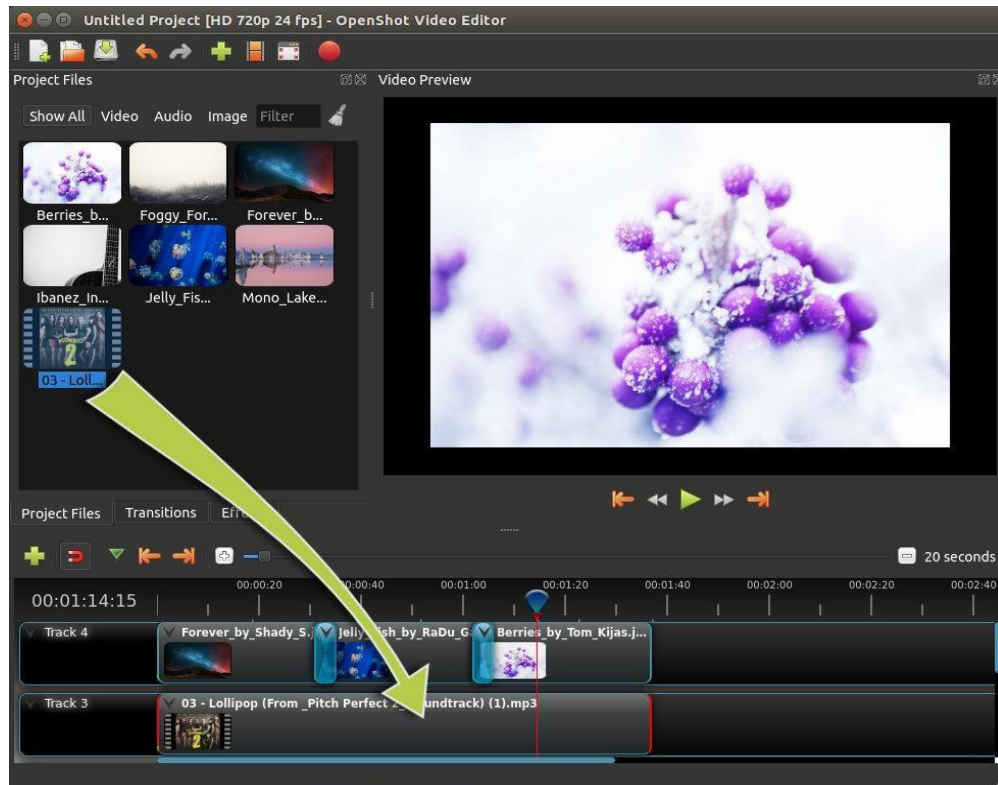 Untitled Project [HD 720p 24 fps] - OpenShot Video Editor
Project Files
Video Preview
Show All Video Audio Image Filter
Berries_b... Foggy_For... Forever_b...
Ibanez_In... Jelly_Fis... Mono_Lake...
2
03 - Loll...
Project Files Transitions
20 seconds
00:01:14:15
00:00:20 00:00:40 00:01:00 00:01:20 00:01:40 00:02:00 00:02:20 00:02:40
Track 4
Forever_by_Shady_S. Jelly_Fish_by_RaDu_G Berries_by_Tom_Kijas.j...
Track 3
03 - Lollipop (From _Pitch Perfect 2 undtrack) (1).mp3
2